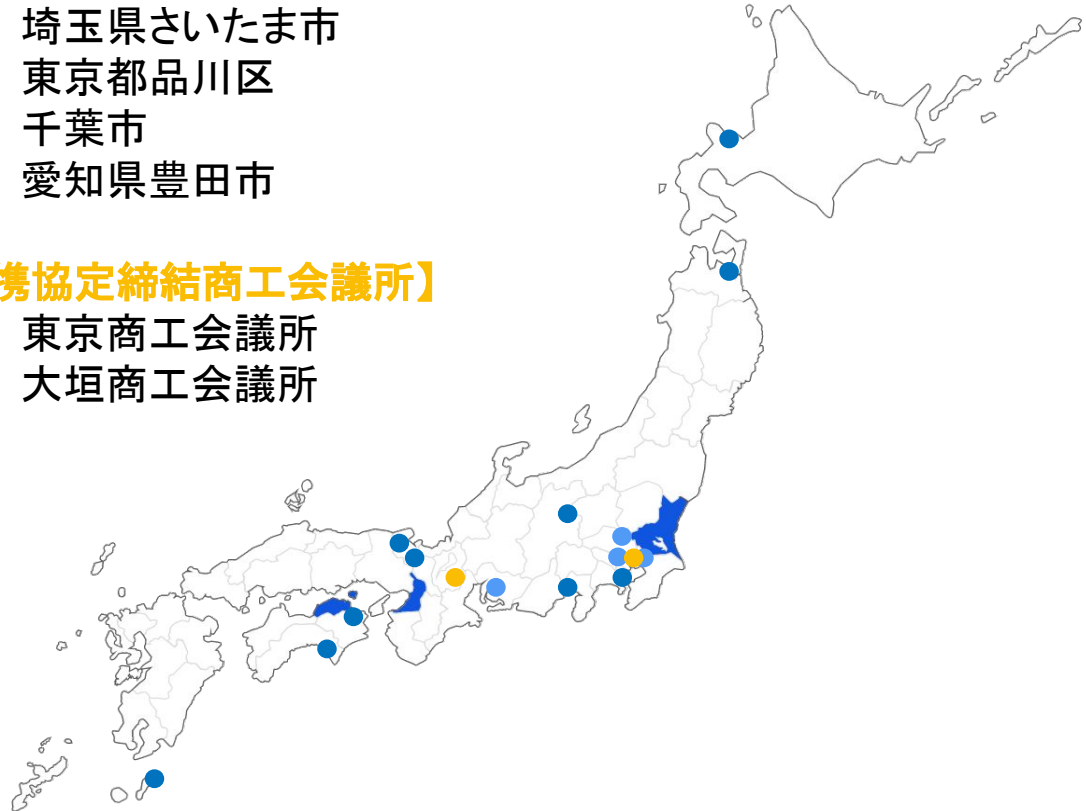 埼玉県さいたま市
東京都品川区
千葉市
愛知県豊田市
携協定締結商工会議所】
東京商工会議所
大垣商工会議所